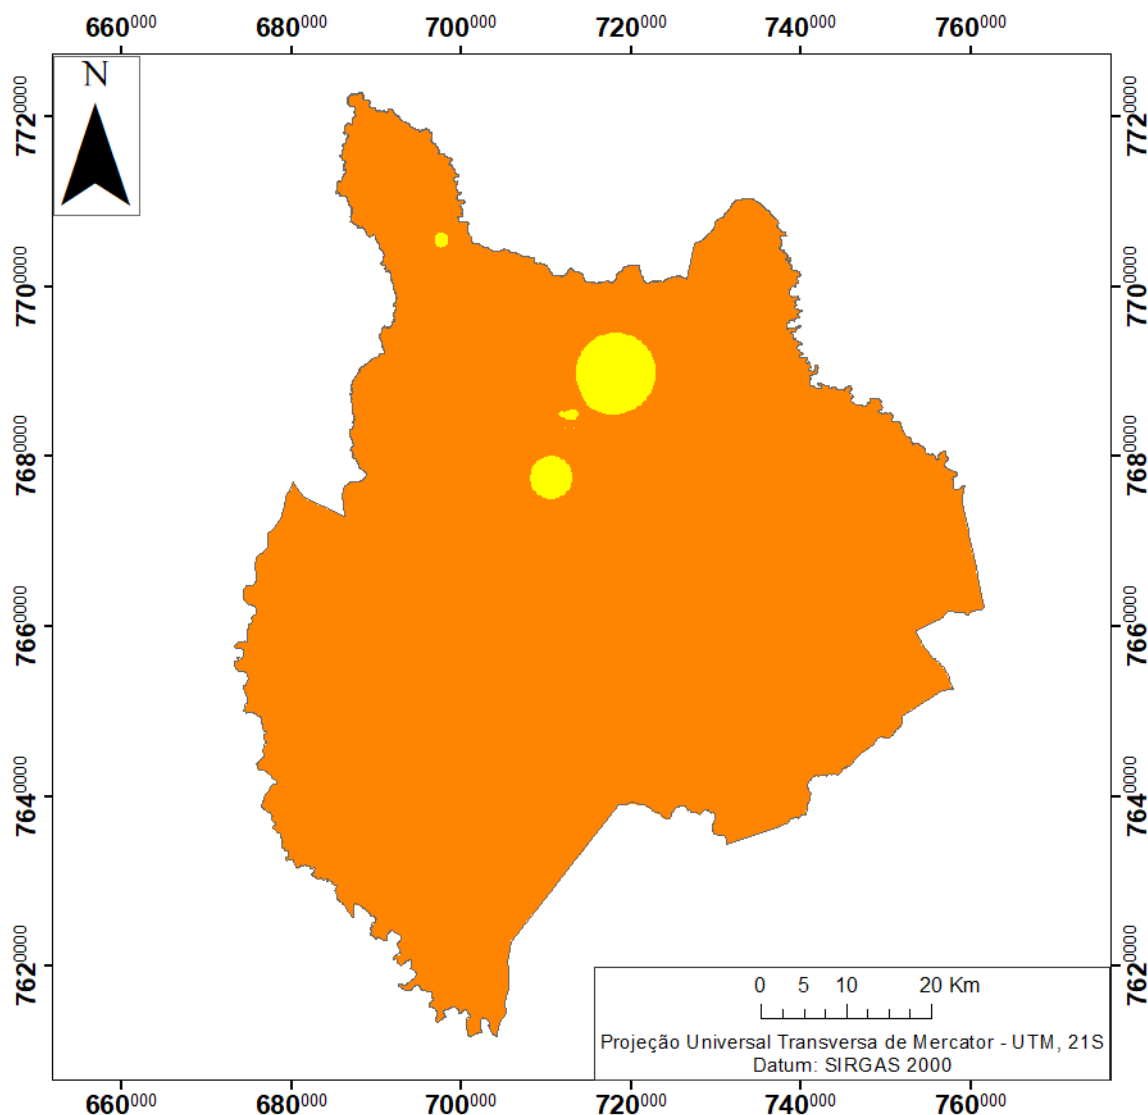 660000 680000 700000 720000 740000 760000
N
7720000 7720000
7700000 7700000
7680000 7680000
7660000 7660000
7640000 7640000
7620000 7620000
0 5 10 20 Km
Projeção Universal Transversa de Mercator - UTM, 21S
Datum: SIRGAS 2000
660000 680000 700000 720000 740000 760000